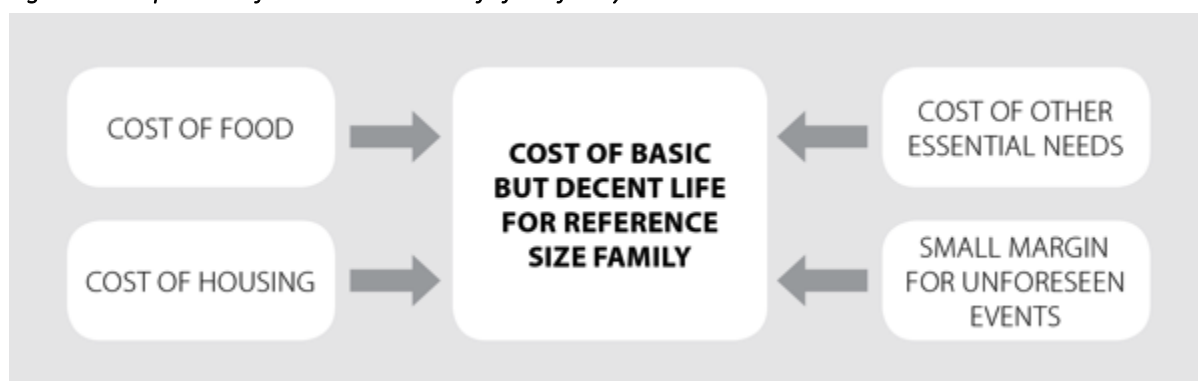 COST OF FOOD
COST OF HOUSING
COST OF BASIC
BUT DECENT LIFE
FOR REFERENCE
SIZE FAMILY
COST OF OTHER
ESSENTIAL NEEDS
SMALL MARGIN
FOR UNFORESEEN
EVENTS